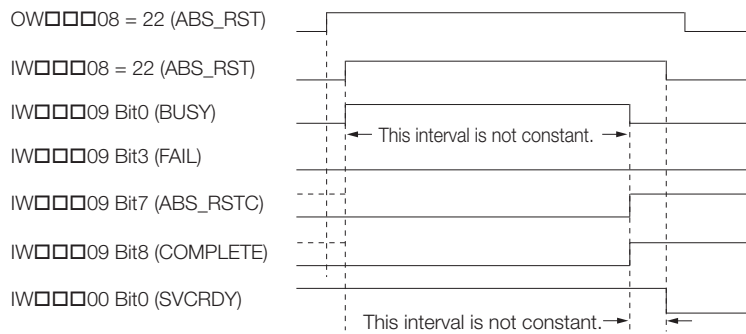 OW□□□08 = 22 (ABS_RST)
IW□□□08 = 22 (ABS_RST)
IW□□□09 Bit0 (BUSY)
This interval is not constant.
IW□□□09 Bit3 (FAIL)
IW□□□09 Bit7 (ABS_RSTC)
IW□□□09 Bit8 (COMPLETE)
IW□□□00 Bit0 (SVCRDY)
This interval is not constant.